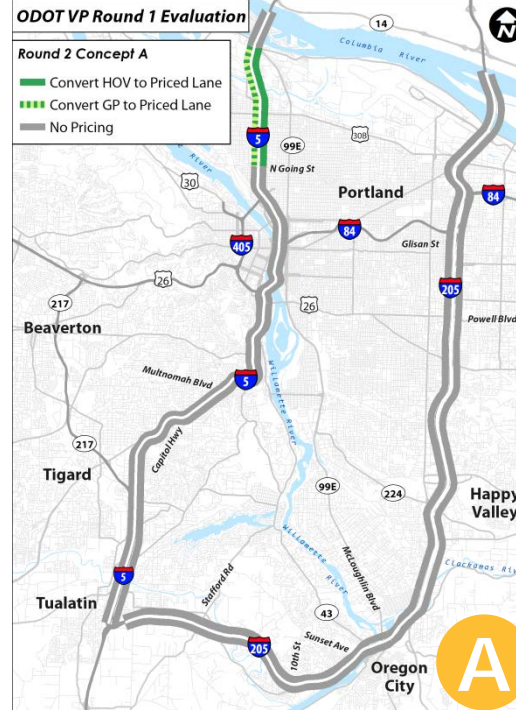 ODOT VP Round 1 Evaluation
Round 2 Concept A
Convert HOV to Priced Lane
Convert GP to Priced Lane
No Pricing
N
14
Columbia River
5
99E
30B
N Going St
River
30
Portland
84
84
405
Glisan St
26
205
217
26
Powell Blvd
Beaverton
Multnomah Blvd
5
Willamette River
217
Capitol Hwy
Tigard
99E
224
Happy
Valley
Willamette
River
McLoughlin Blvd
Clackamas River
5
Stafford Rd
Tualatin
43
205
10th St
Sunset Ave
Oregon
City
A